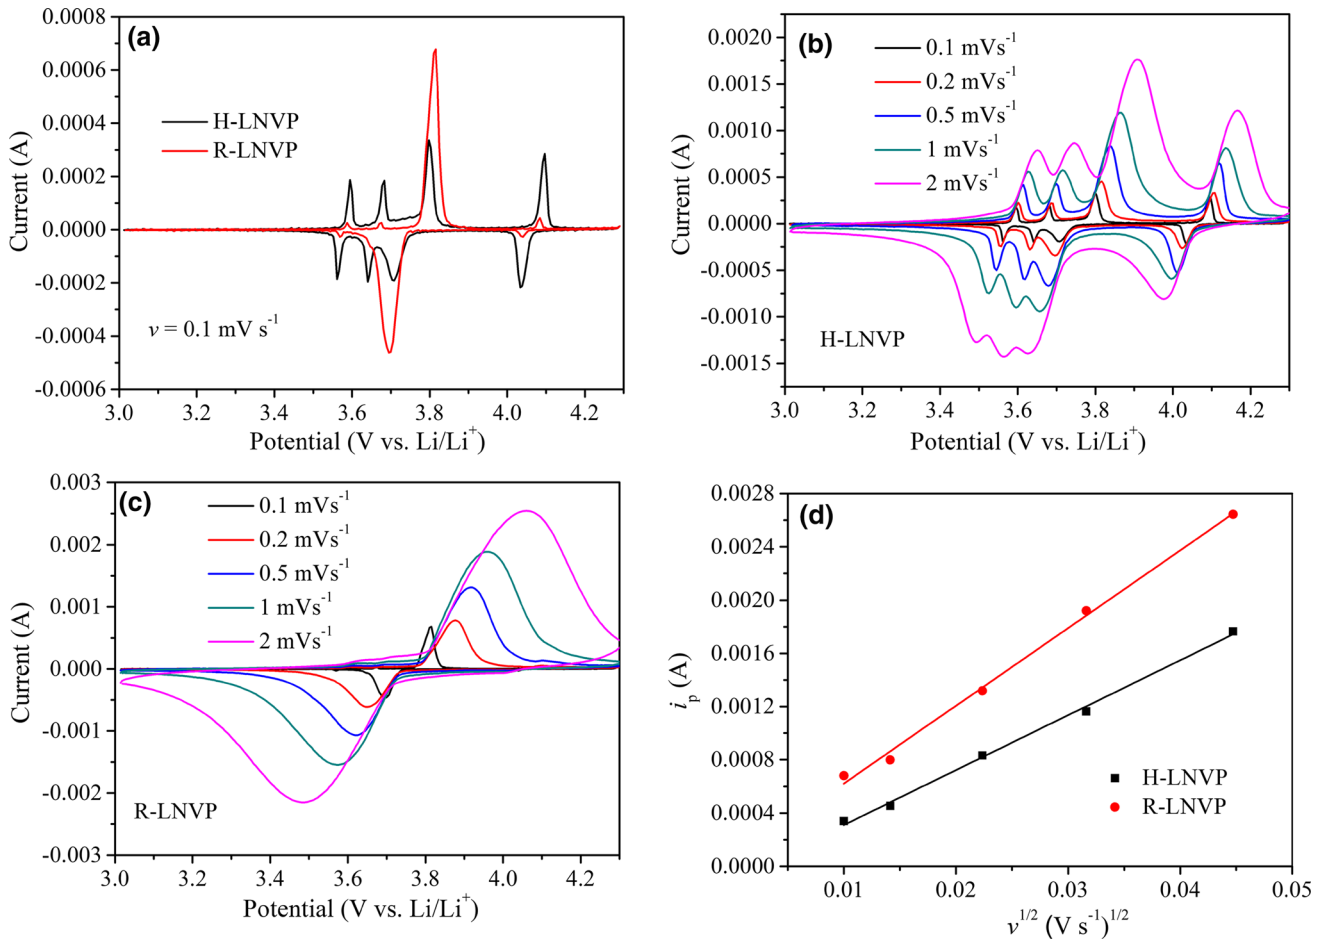 (a)
0.0008
0.0006
0.0004
0.0002
0.0000
-0.0002
-0.0004
-0.0006
Current (A)
H-LNVP
R-LNVP
v = 0.1 mV s⁻¹
3.0 3.2 3.4 3.6 3.8 4.0 4.2
Potential (V vs. Li/Li⁺)
(b)
0.0020
0.0015
0.0010
0.0005
0.0000
-0.0005
-0.0010
-0.0015
Current (A)
0.1 mVs⁻¹
0.2 mVs⁻¹
0.5 mVs⁻¹
1 mVs⁻¹
2 mVs⁻¹
H-LNVP
3.0 3.2 3.4 3.6 3.8 4.0 4.2
Potential (V vs. Li/Li⁺)
(c)
0.003
0.002
0.001
0.000
-0.001
-0.002
-0.003
Current (A)
0.1 mVs⁻¹
0.2 mVs⁻¹
0.5 mVs⁻¹
1 mVs⁻¹
2 mVs⁻¹
R-LNVP
3.0 3.2 3.4 3.6 3.8 4.0 4.2
Potential (V vs. Li/Li⁺)
(d)
0.0028
0.0024
0.0020
0.0016
0.0012
0.0008
0.0004
0.0000
iₚ (A)
H-LNVP
R-LNVP
0.01 0.02 0.03 0.04 0.05
v¹/² (V s⁻¹)¹/²